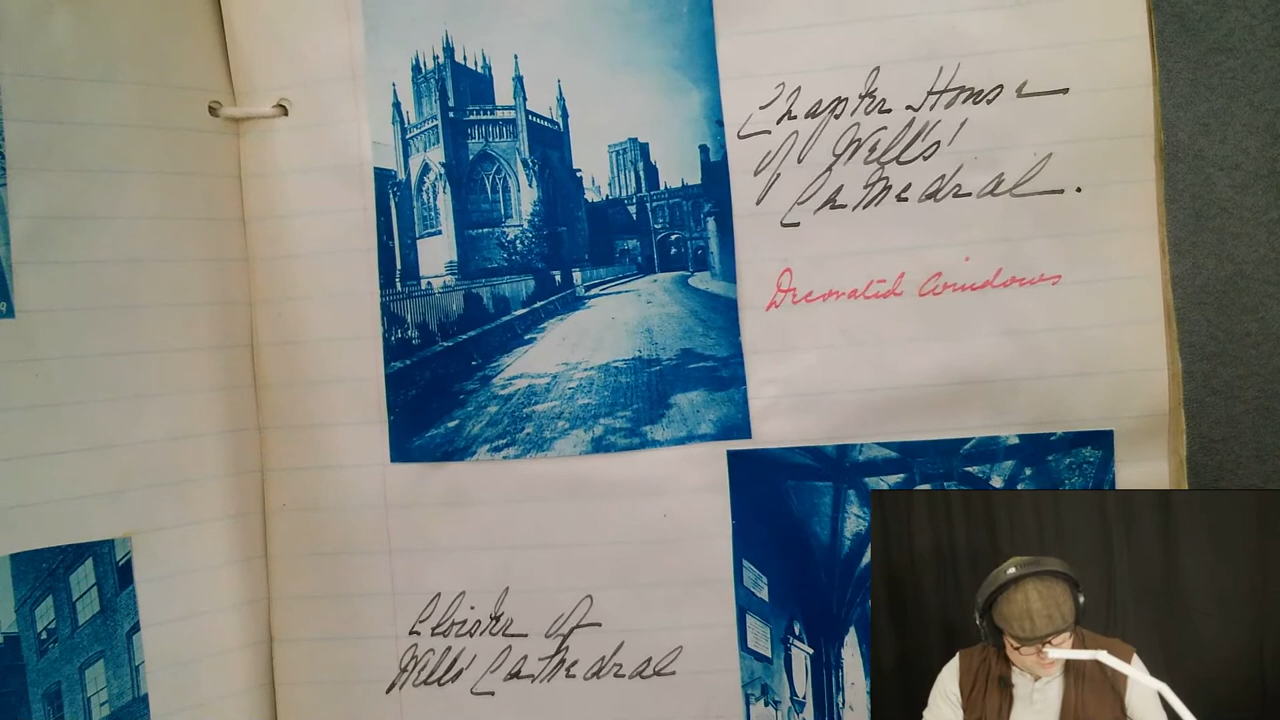 Chapter House
of Wells'
Cathedral.
Decorated windows
Cloister of
Wells' Cathedral